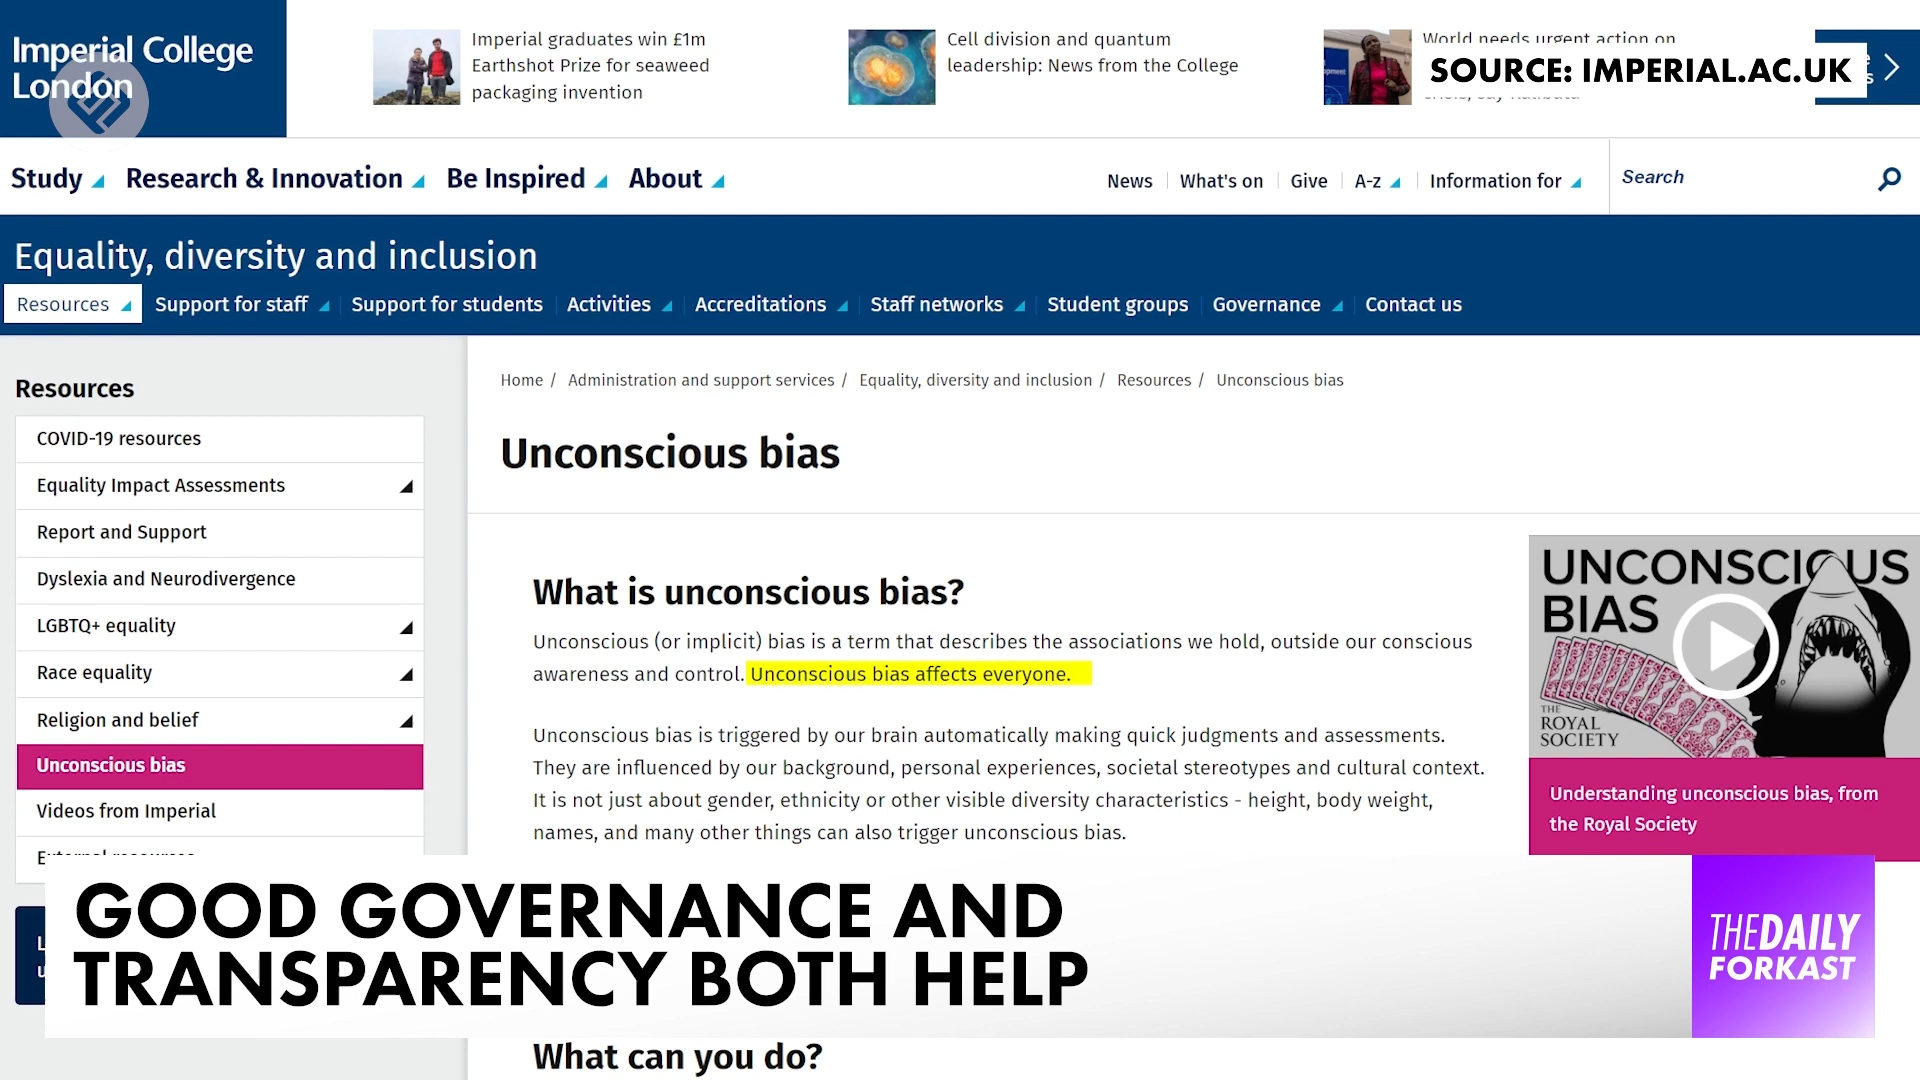 Imperial College
London
Imperial graduates win £1m
Earthshot Prize for seaweed
packaging invention
Cell division and quantum
leadership: News from the College
World needs urgent action on
SOURCE: IMPERIAL.AC.UK
Study
Research & Innovation
Be Inspired
About
News
What's on
Give
A-z
Information for
Search
Equality, diversity and inclusion
Resources
Support for staff
Support for students
Activities
Accreditations
Staff networks
Student groups
Governance
Contact us
Resources
COVID-19 resources
Equality Impact Assessments
Report and Support
Dyslexia and Neurodivergence
LGBTQ+ equality
Race equality
Religion and belief
Unconscious bias
Videos from Imperial
External resources
Home / Administration and support services / Equality, diversity and inclusion / Resources / Unconscious bias
Unconscious bias
What is unconscious bias?
Unconscious (or implicit) bias is a term that describes the associations we hold, outside our conscious
awareness and control. Unconscious bias affects everyone.
Unconscious bias is triggered by our brain automatically making quick judgments and assessments.
They are influenced by our background, personal experiences, societal stereotypes and cultural context.
It is not just about gender, ethnicity or other visible diversity characteristics - height, body weight,
names, and many other things can also trigger unconscious bias.
UNCONSCIOUS
BIAS
THE
ROYAL
SOCIETY
Understanding unconscious bias, from
the Royal Society
GOOD GOVERNANCE AND
TRANSPARENCY BOTH HELP
THE DAILY
FORKAST
What can you do?